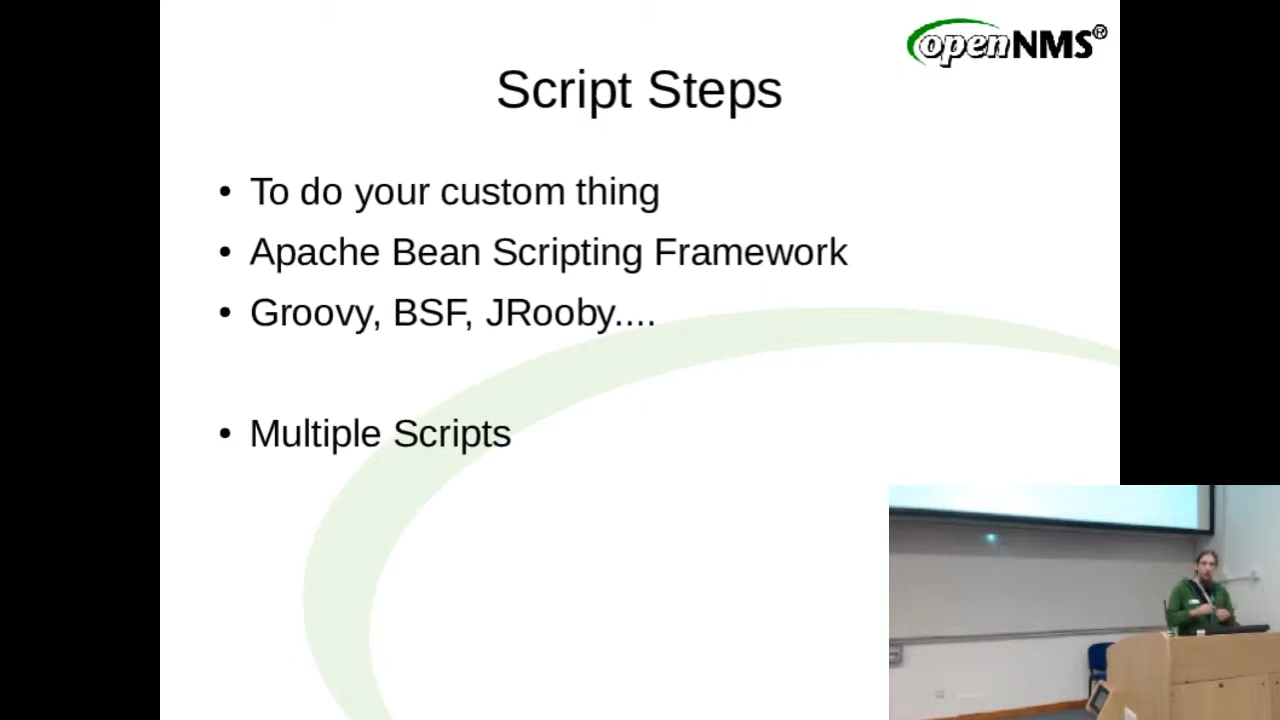 openNMS®
Script Steps
• To do your custom thing
• Apache Bean Scripting Framework
• Groovy, BSF, JRooby....
• Multiple Scripts